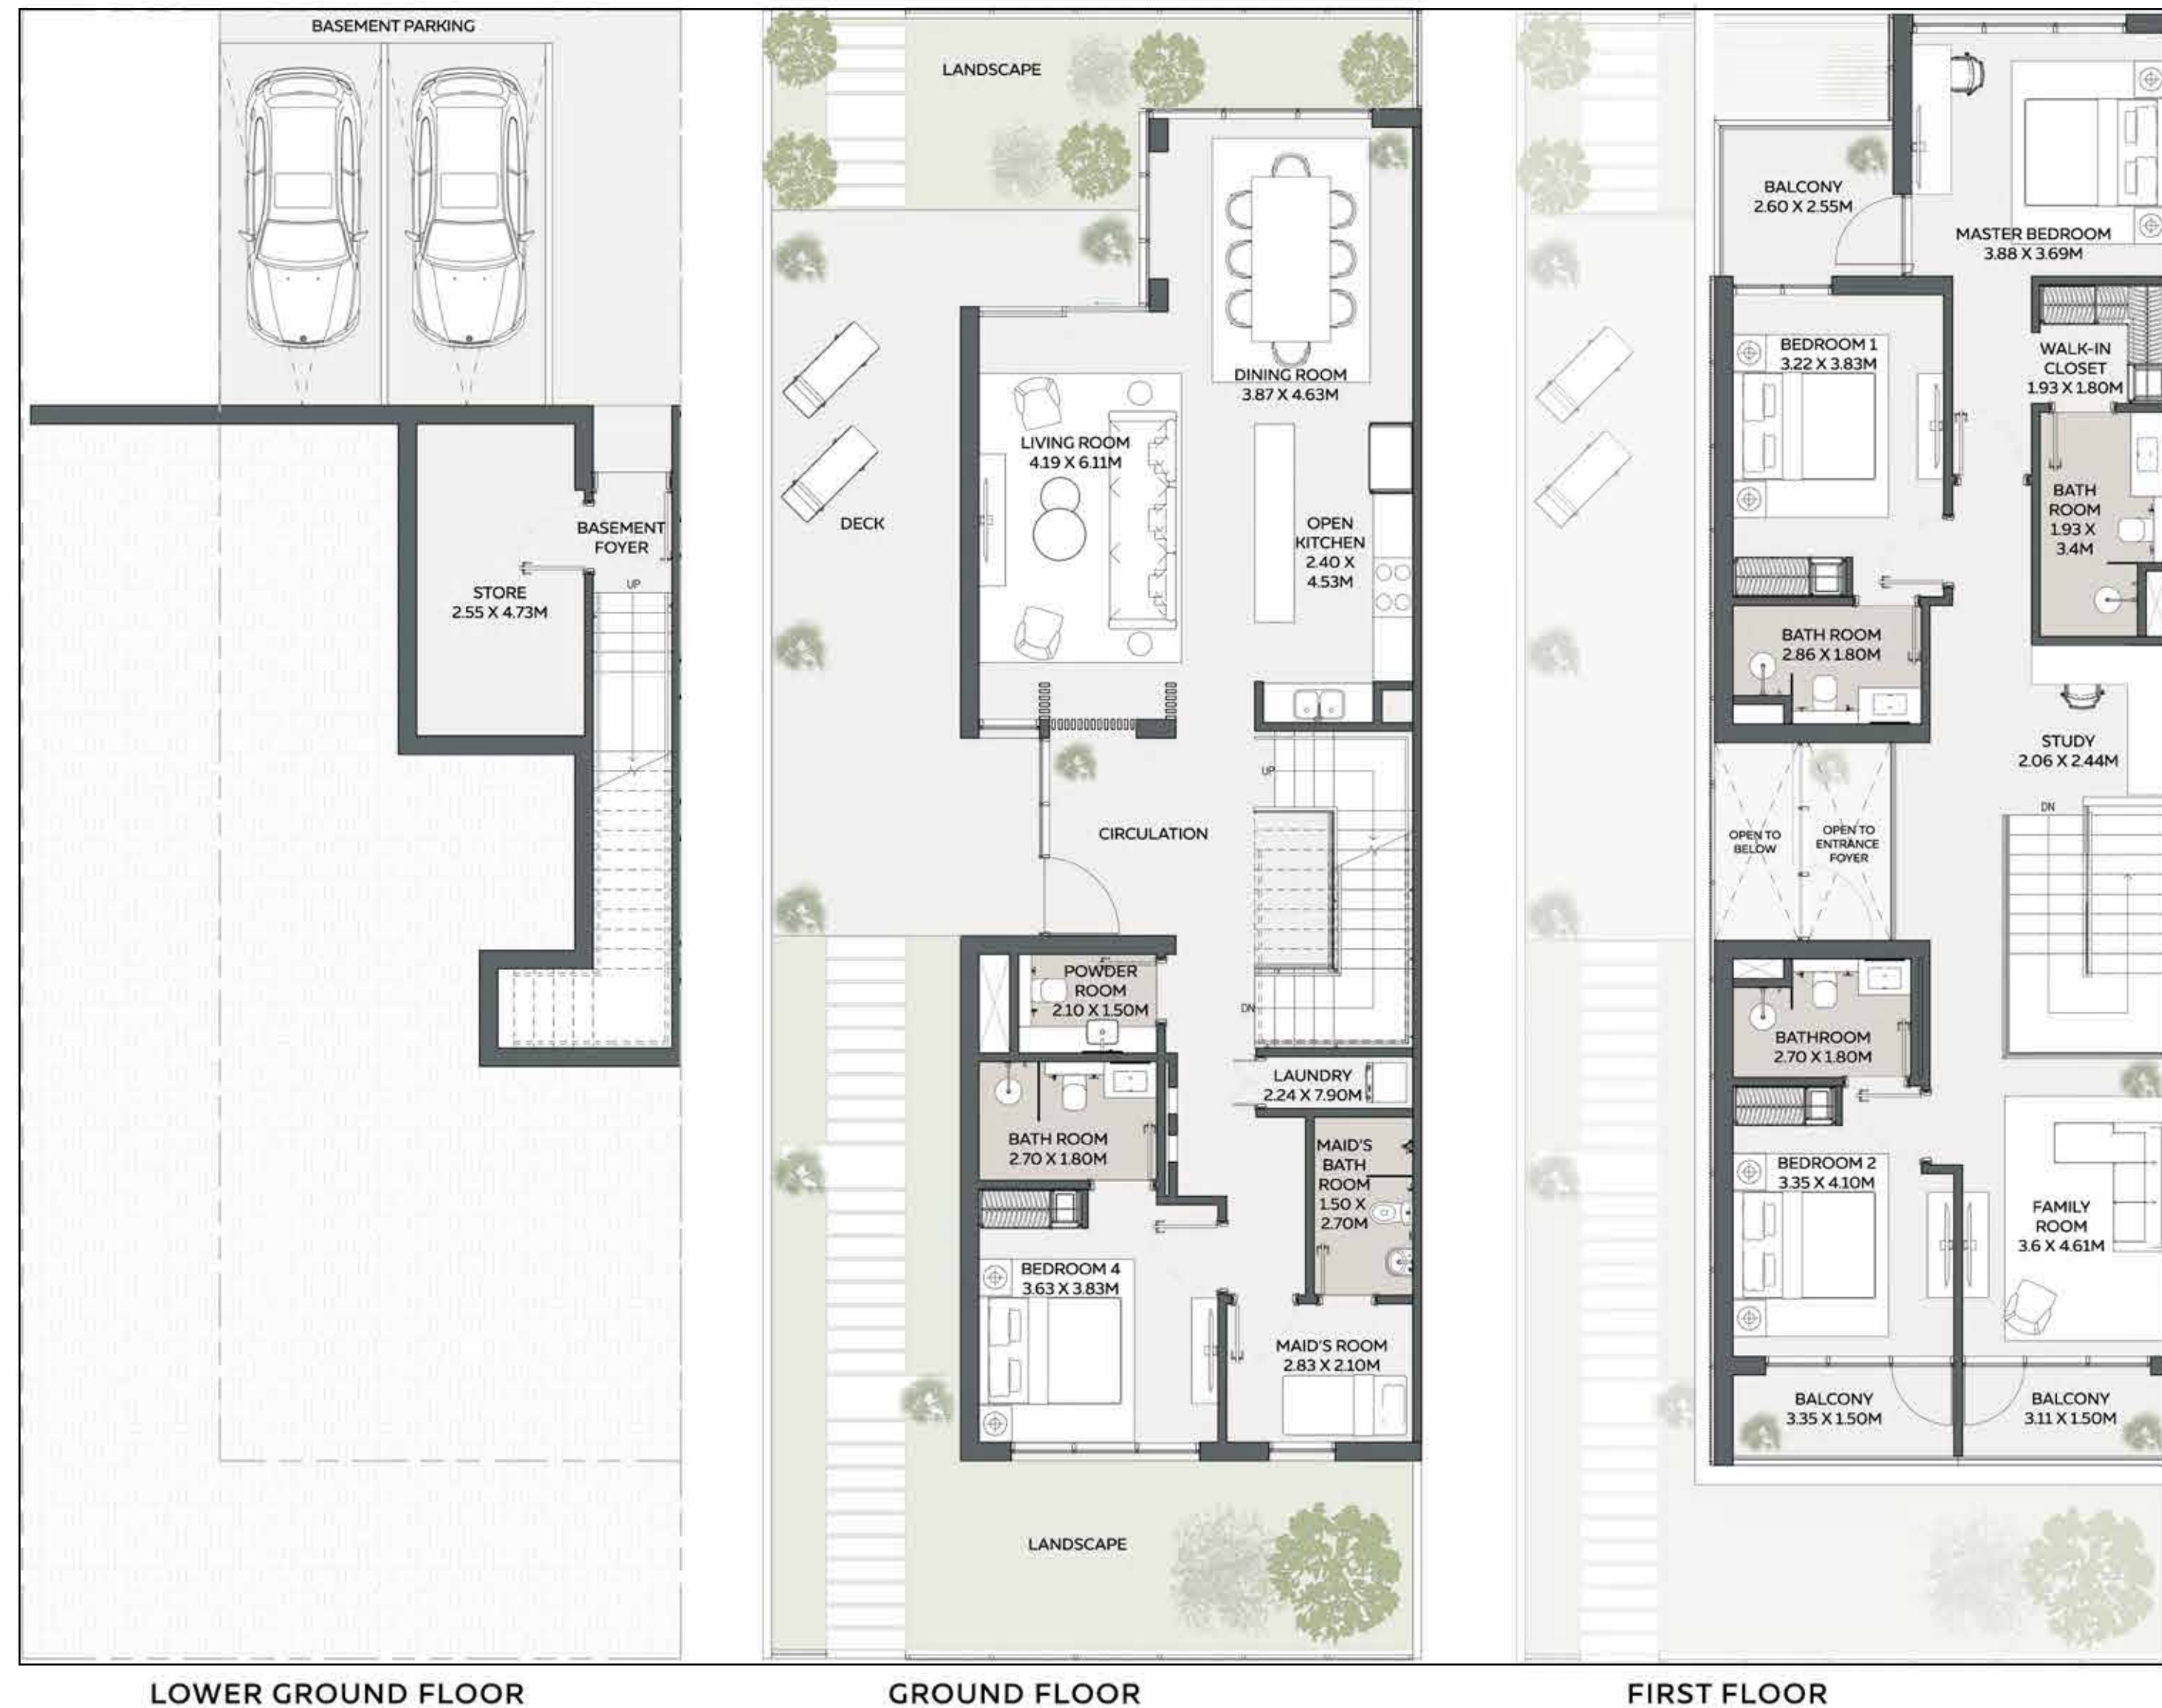 BASEMENT PARKING
BASEMENT
FOYER
UP
STORE
2.55 X 4.73M
LOWER GROUND FLOOR
LANDSCAPE
DINING ROOM
3.87 X 4.63M
LIVING ROOM
4.19 X 6.11M
DECK
OPEN
KITCHEN
2.40 X
4.53M
UP
CIRCULATION
POWDER
ROOM
2.10 X 1.50M
DN
LAUNDRY
2.24 X 7.90M
BATH ROOM
2.70 X 1.80M
MAID'S
BATH
ROOM
1.50 X
2.70M
BEDROOM 4
3.63 X 3.83M
MAID'S ROOM
2.83 X 2.10M
LANDSCAPE
GROUND FLOOR
BALCONY
2.60 X 2.55M
MASTER BEDROOM
3.88 X 3.69M
BEDROOM 1
3.22 X 3.83M
WALK-IN
CLOSET
1.93 X 1.80M
BATH
ROOM
1.93 X
3.4M
BATH ROOM
2.86 X 1.80M
STUDY
2.06 X 2.44M
DN
OPEN TO
BELOW
OPEN TO
ENTRANCE
FOYER
BATHROOM
2.70 X 1.80M
BEDROOM 2
3.35 X 4.10M
FAMILY
ROOM
3.6 X 4.61M
BALCONY
3.35 X 1.50M
BALCONY
3.11 X 1.50M
FIRST FLOOR